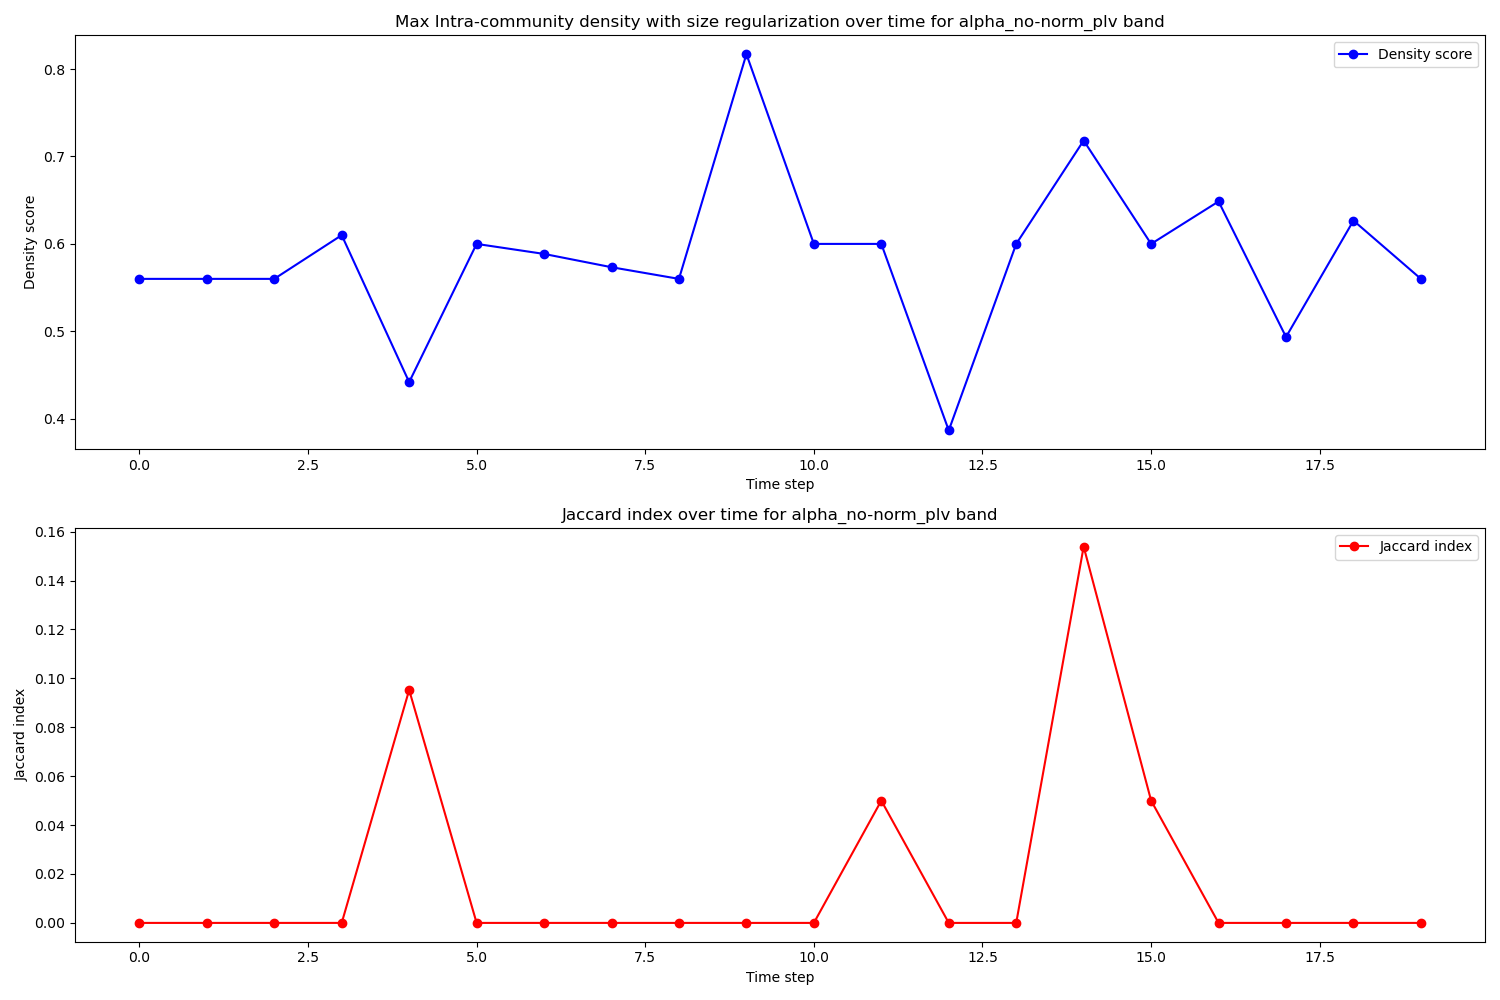 Max Intra-community density with size regularization over time for alpha_no-norm_plv band
Density score
Density score
0.8
0.7
0.6
0.5
0.4
0.0 2.5 5.0 7.5 10.0 12.5 15.0 17.5
Time step
Jaccard index over time for alpha_no-norm_plv band
Jaccard index
Jaccard index
0.16
0.14
0.12
0.10
0.08
0.06
0.04
0.02
0.00
0.0 2.5 5.0 7.5 10.0 12.5 15.0 17.5
Time step